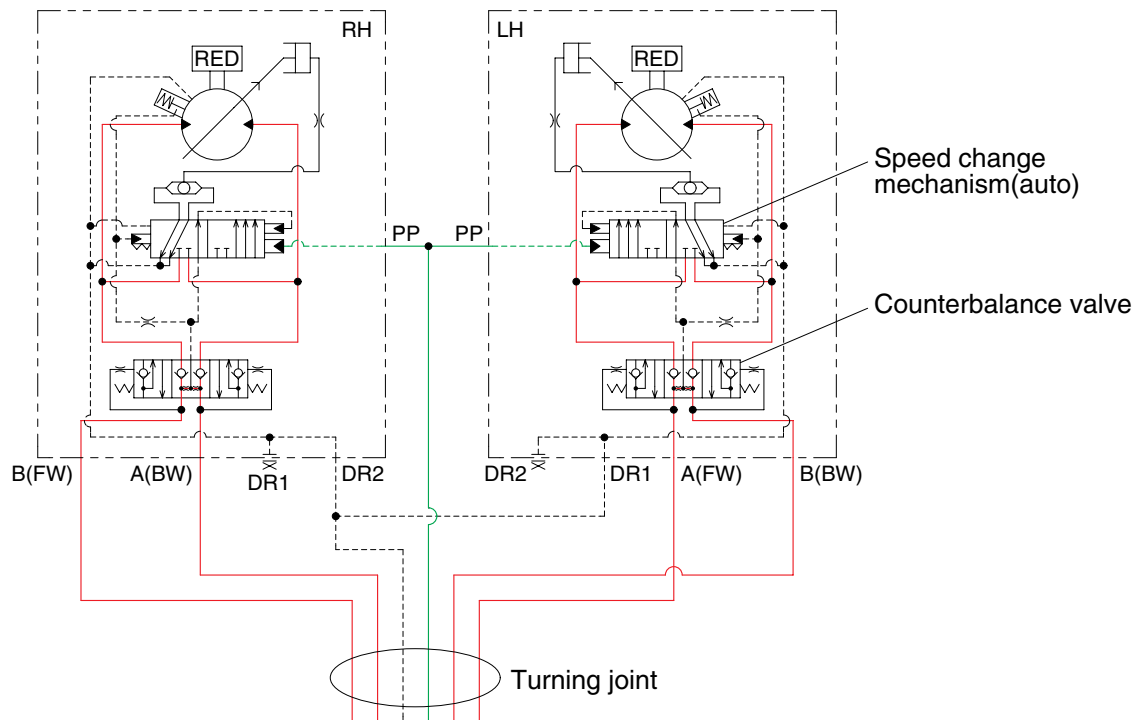 RH
LH
RED
RED
Speed change
mechanism(auto)
PP
PP
Counterbalance valve
B(FW)
A(BW)
DR1
DR2
DR2
DR1
A(FW)
B(BW)
Turning joint